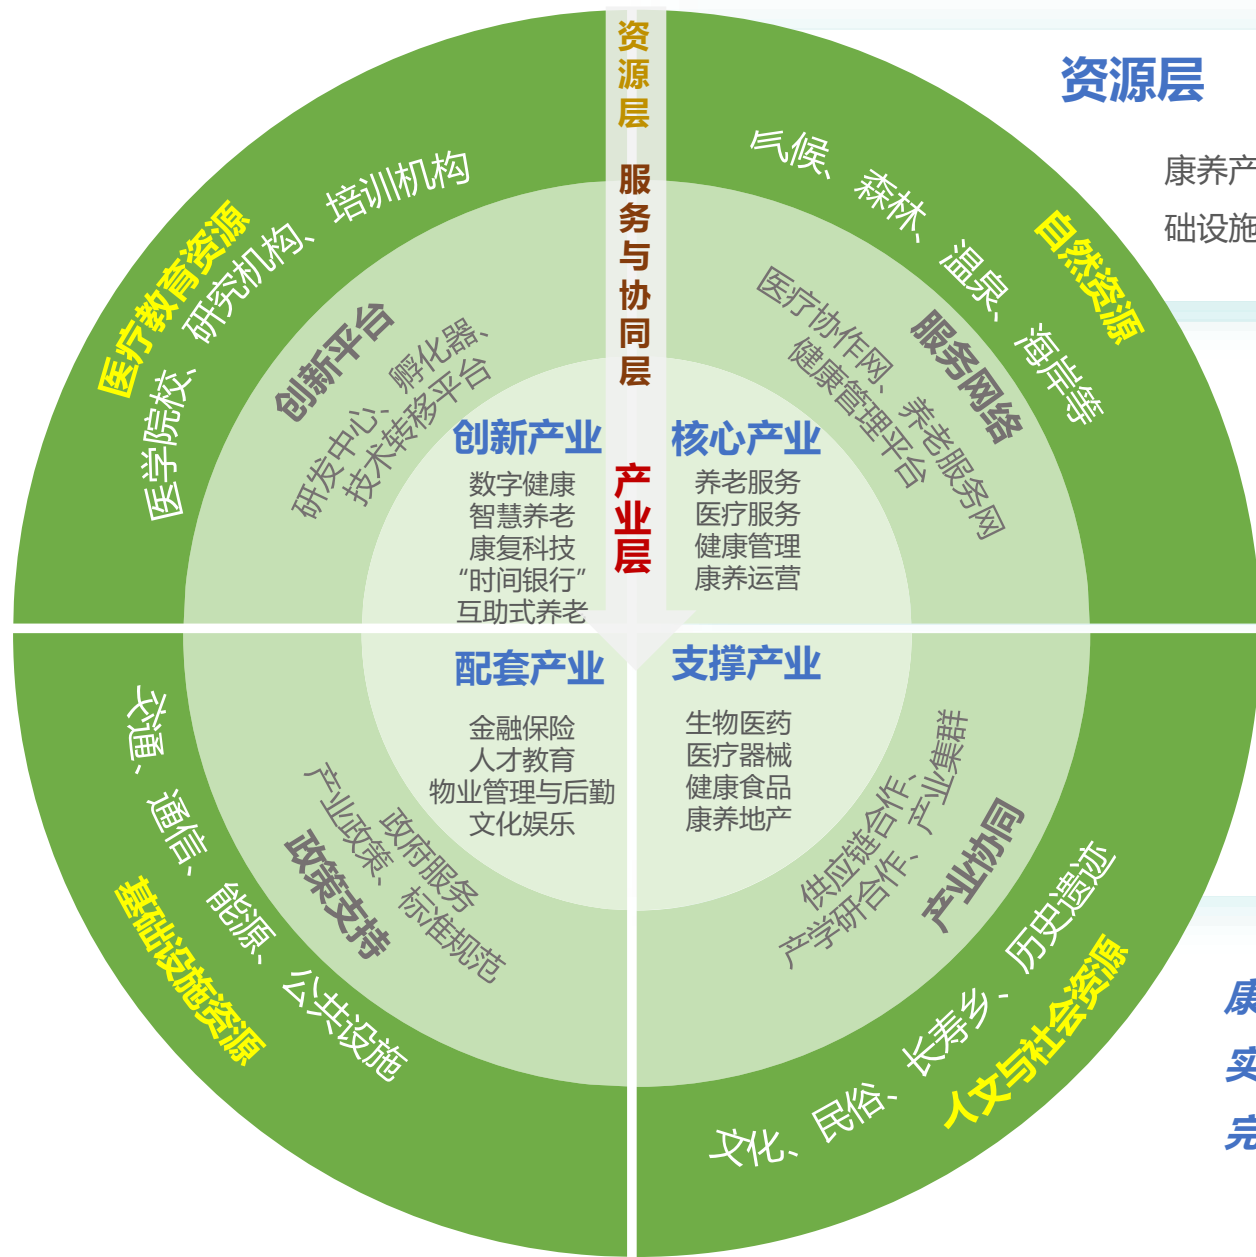 资源层
服务与协同层
产业层
医疗教育资源
医学院校、研究机构、培训机构
创新平台
研发中心、孵化器、
技术转移平台
创新产业
数字健康
智慧养老
康复科技
“时间银行”
互助式养老
自然资源
气候、森林、温泉、海岸等
服务网络
医疗协作网、养老服务网
健康管理平台
核心产业
养老服务
医疗服务
健康管理
康养运营
配套产业
金融保险
人才教育
物业管理与后勤
文化娱乐
政府服务
产业政策、标准规范
政策支持
交通、通信、能源、公共设施
基础设施资源
支撑产业
生物医药
医疗器械
健康食品
康养地产
供应链合作、
产学研合作、产业集群
产业协同
文化、民俗、长寿乡、历史遗迹
人文与社会资源
资源层
康养产
础设施
康
实
完